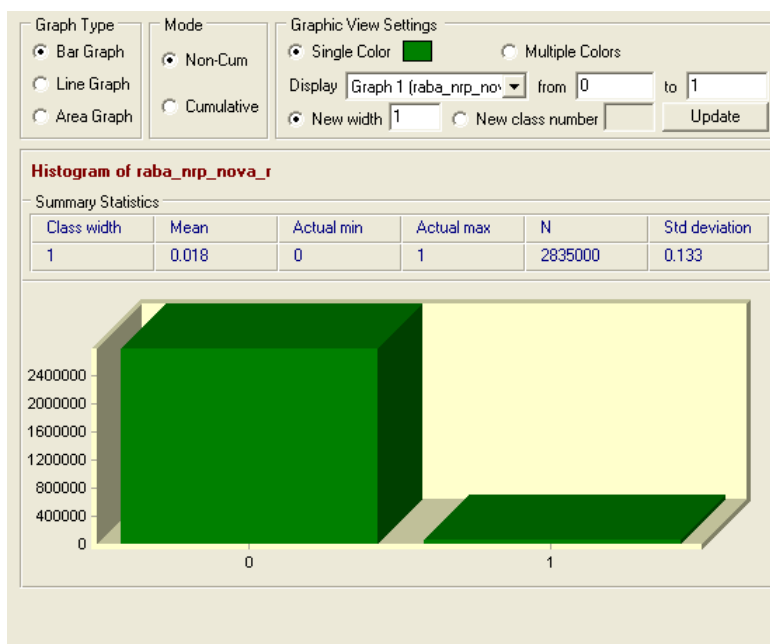 Graph Type Mode Graphic View Settings
Bar Graph Non-Cum Single Color Multiple Colors
Line Graph Display Graph 1 (raba_nrp_nov from 0 to 1
Area Graph Cumulative New width 1 New class number Update
Histogram of raba_nrp_nova_r
Summary Statistics
Class width Mean Actual min Actual max N Std deviation
1 0.018 0 1 2835000 0.133
2400000
2000000
1600000
1200000
800000
400000
0
0 1